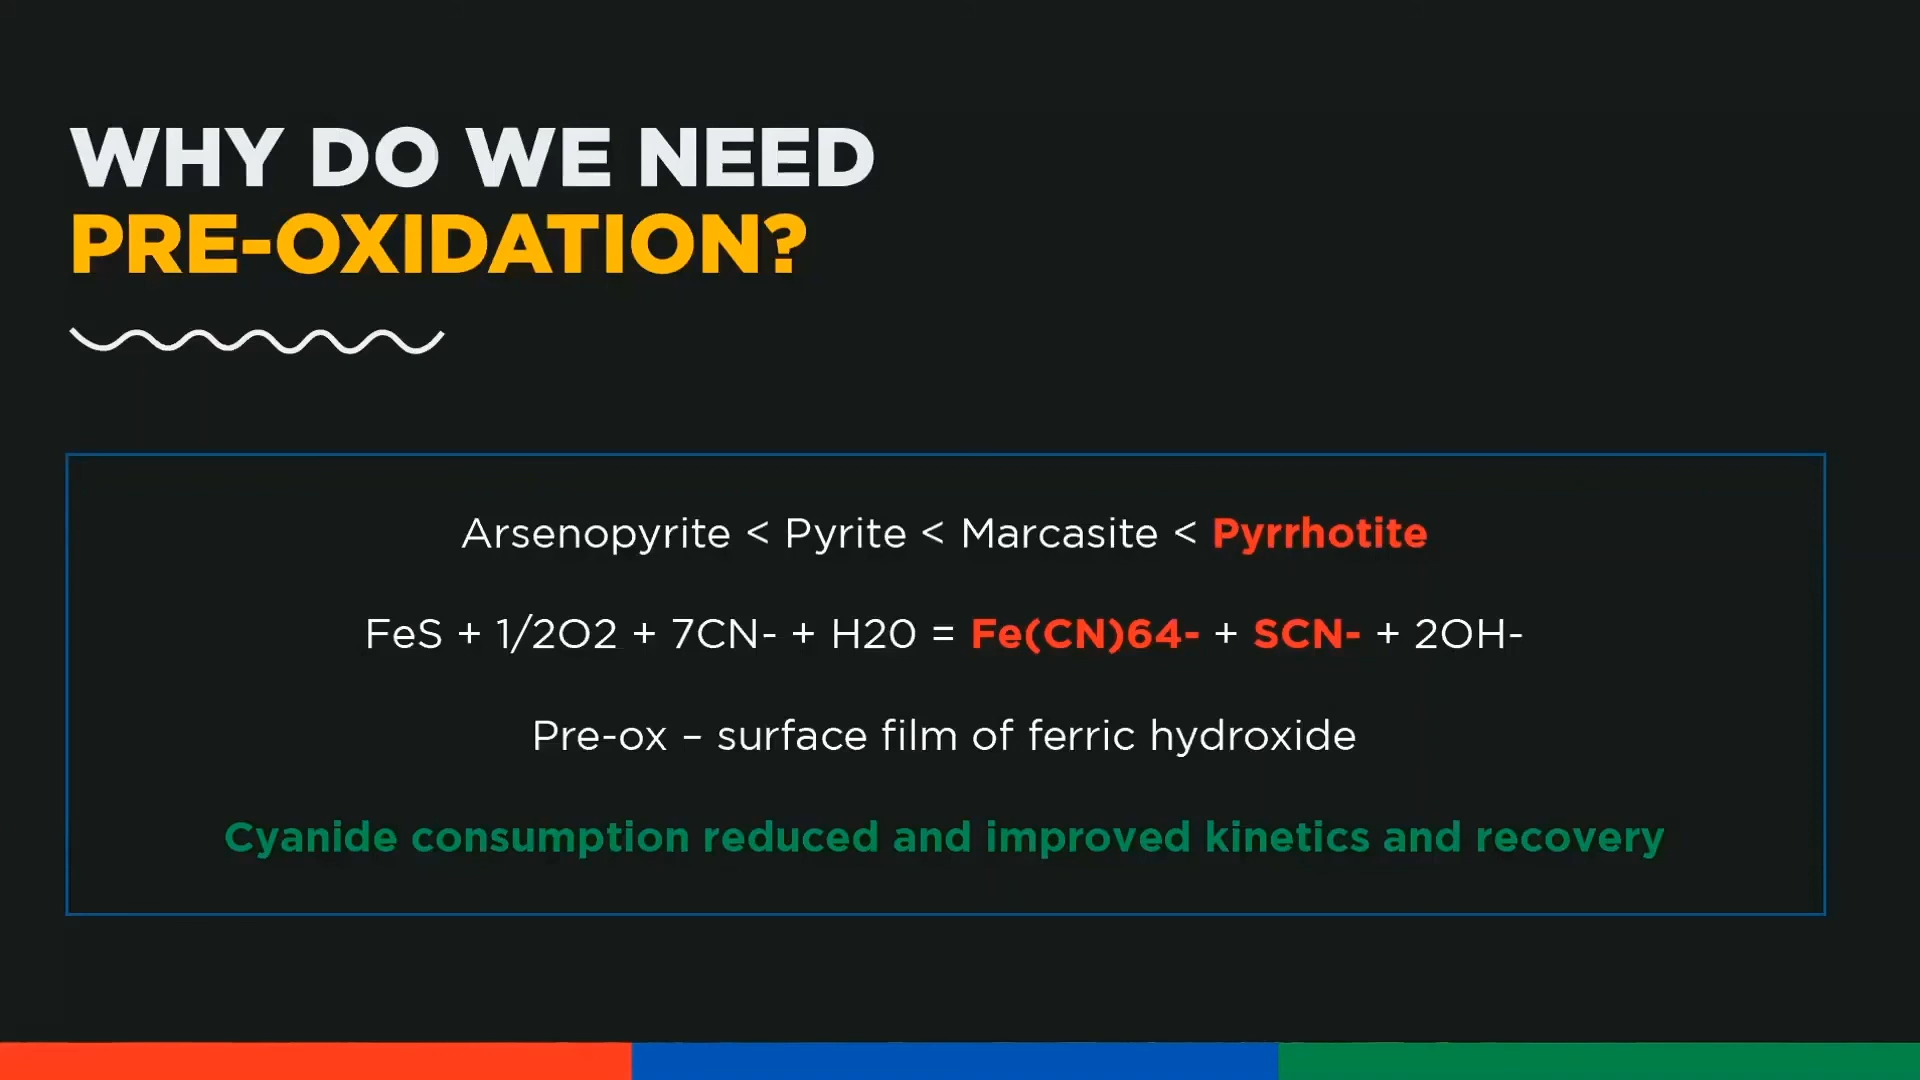 WHY DO WE NEED
PRE-OXIDATION?
Arsenopyrite < Pyrite < Marcasite < Pyrrhotite
FeS + 1/2O2 + 7CN- + H2O = Fe(CN)64- + SCN- + 2OH-
Pre-ox – surface film of ferric hydroxide
Cyanide consumption reduced and improved kinetics and recovery